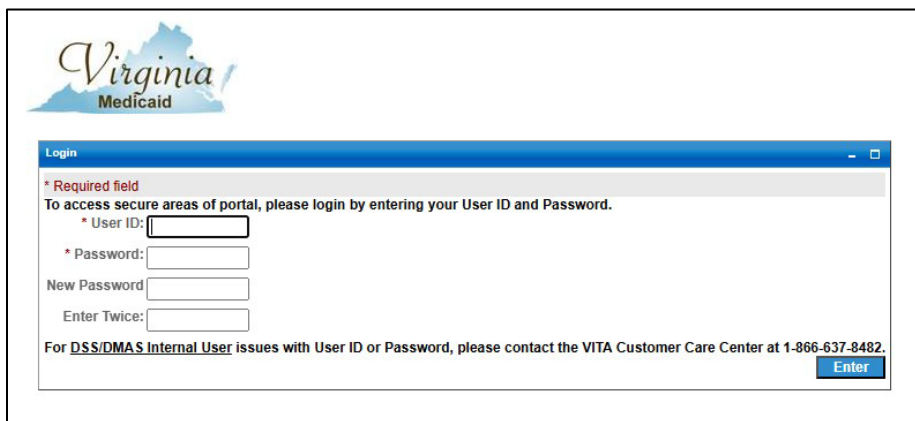 Virginia
Medicaid
Login
* Required field
To access secure areas of portal, please login by entering your User ID and Password.
* User ID:
* Password:
New Password
Enter Twice:
For DSS/DMAS Internal User issues with User ID or Password, please contact the VITA Customer Care Center at 1-866-637-8482.
Enter